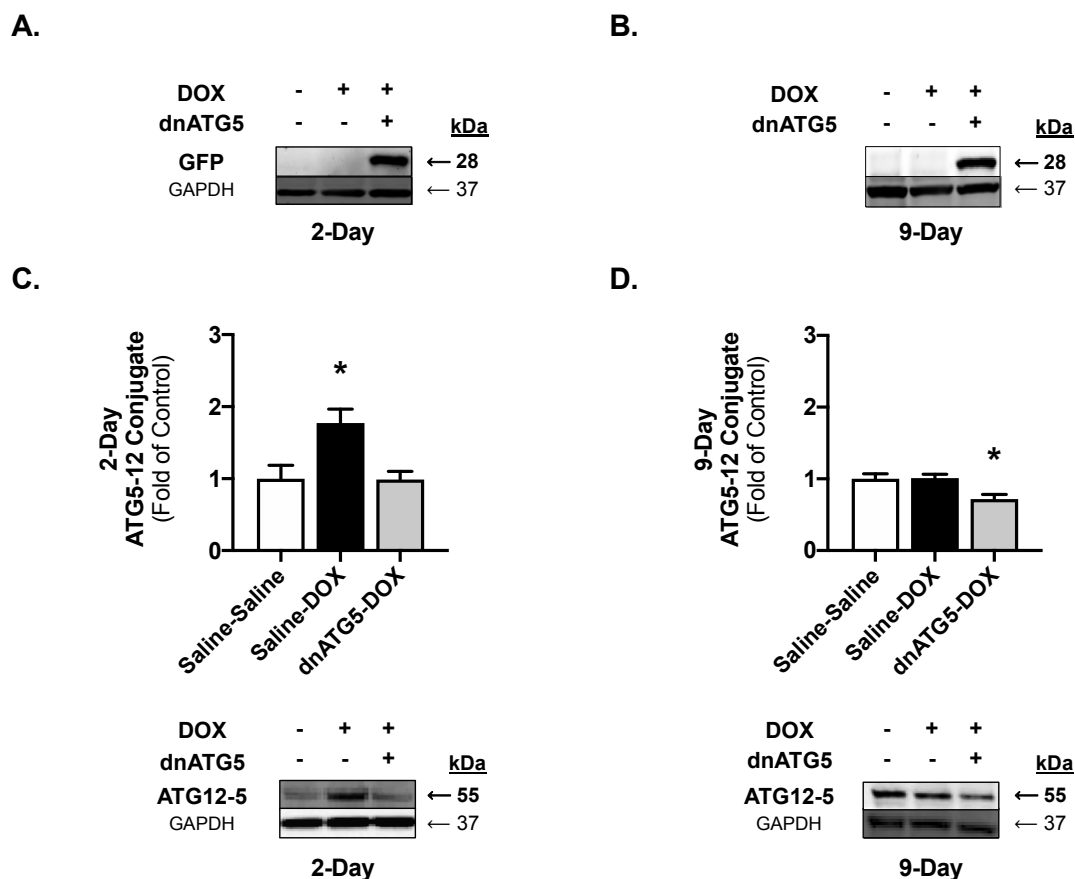 A.
DOX - + +
dnATG5 - - + kDa
GFP ← 28
GAPDH ← 37
2-Day
B.
DOX - + +
dnATG5 - - + kDa
← 28
← 37
9-Day
C.
2-Day
ATG5-12 Conjugate
(Fold of Control)
3
2
1
0
*
Saline-Saline
Saline-DOX
dnATG5-DOX
DOX - + +
dnATG5 - - + kDa
ATG12-5 ← 55
GAPDH ← 37
2-Day
D.
9-Day
ATG5-12 Conjugate
(Fold of Control)
3
2
1
0
*
Saline-Saline
Saline-DOX
dnATG5-DOX
DOX - + +
dnATG5 - - + kDa
ATG12-5 ← 55
GAPDH ← 37
9-Day